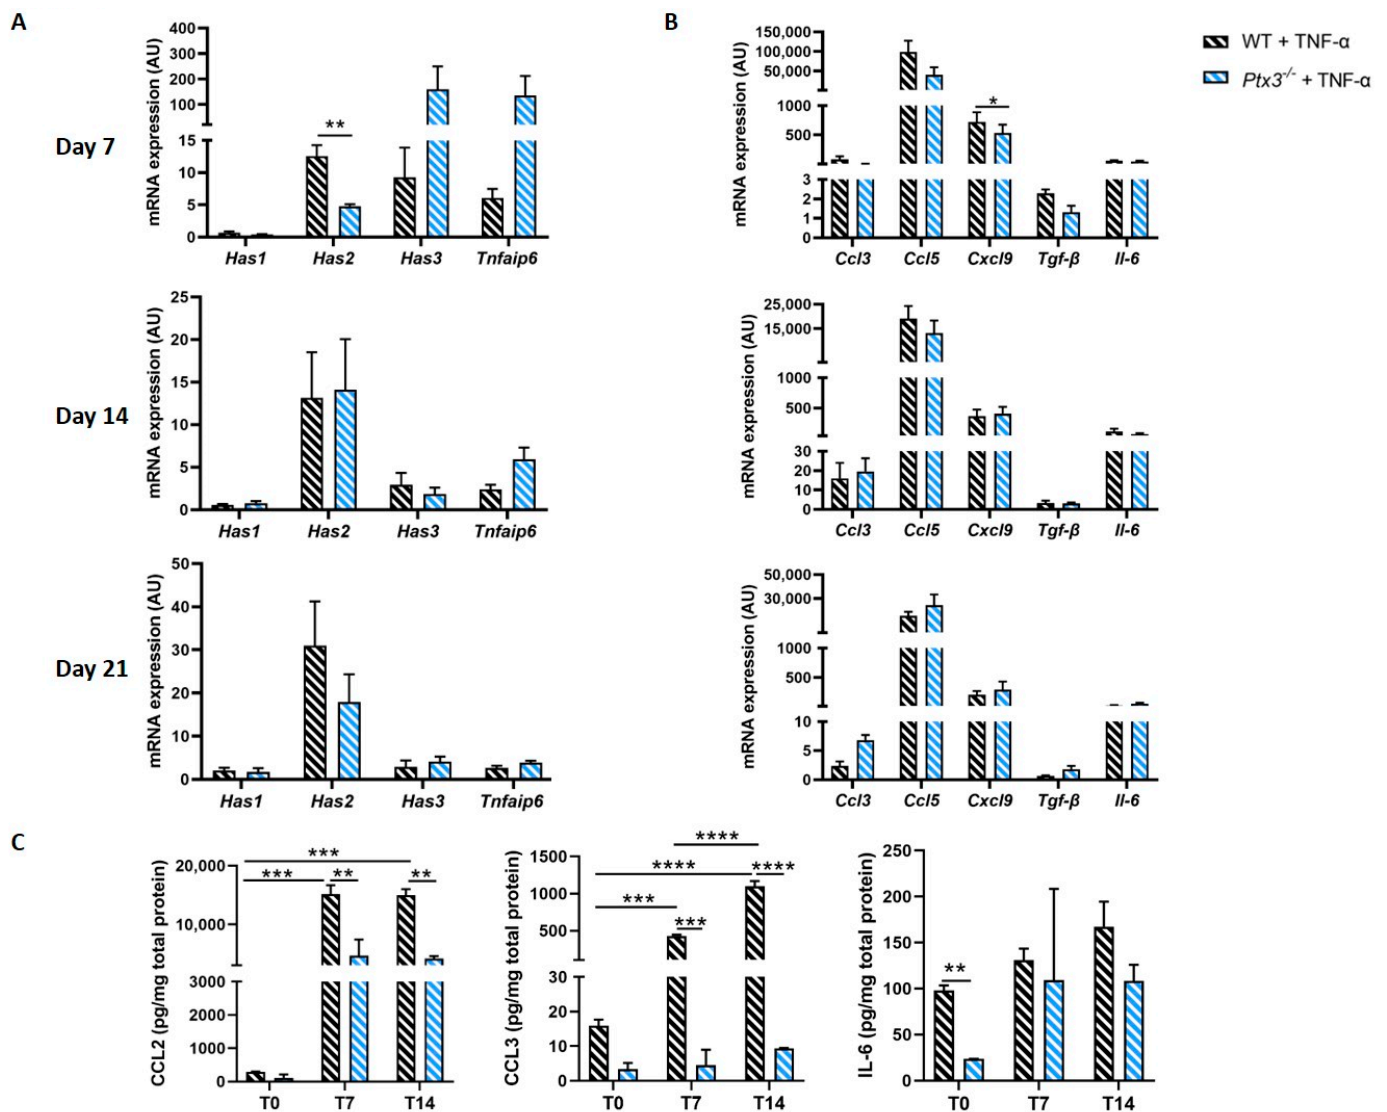 A
B
WT + TNF-α
Ptx3-/- + TNF-α
Day 7
mRNA expression (AU)
400
300
200
100
15
10
5
0
**
Has1 Has2 Has3 Tnfaip6
mRNA expression (AU)
150,000
100,000
50,000
1000
500
3
2
1
0
*
Ccl3 Ccl5 Cxcl9 Tgf-β Il-6
Day 14
mRNA expression (AU)
25
20
15
10
5
0
Has1 Has2 Has3 Tnfaip6
mRNA expression (AU)
25,000
15,000
1000
500
30
20
10
0
Ccl3 Ccl5 Cxcl9 Tgf-β Il-6
Day 21
mRNA expression (AU)
50
40
30
20
10
0
Has1 Has2 Has3 Tnfaip6
mRNA expression (AU)
50,000
30,000
1000
500
10
5
0
Ccl3 Ccl5 Cxcl9 Tgf-β Il-6
C
CCL2 (pg/mg total protein)
20,000
10,000
3000
2000
1000
0
***
*** ** **
T0 T7 T14
CCL3 (pg/mg total protein)
1500
1000
500
30
20
10
0
****
**** ****
***
***
T0 T7 T14
IL-6 (pg/mg total protein)
250
200
150
100
50
0
**
T0 T7 T14